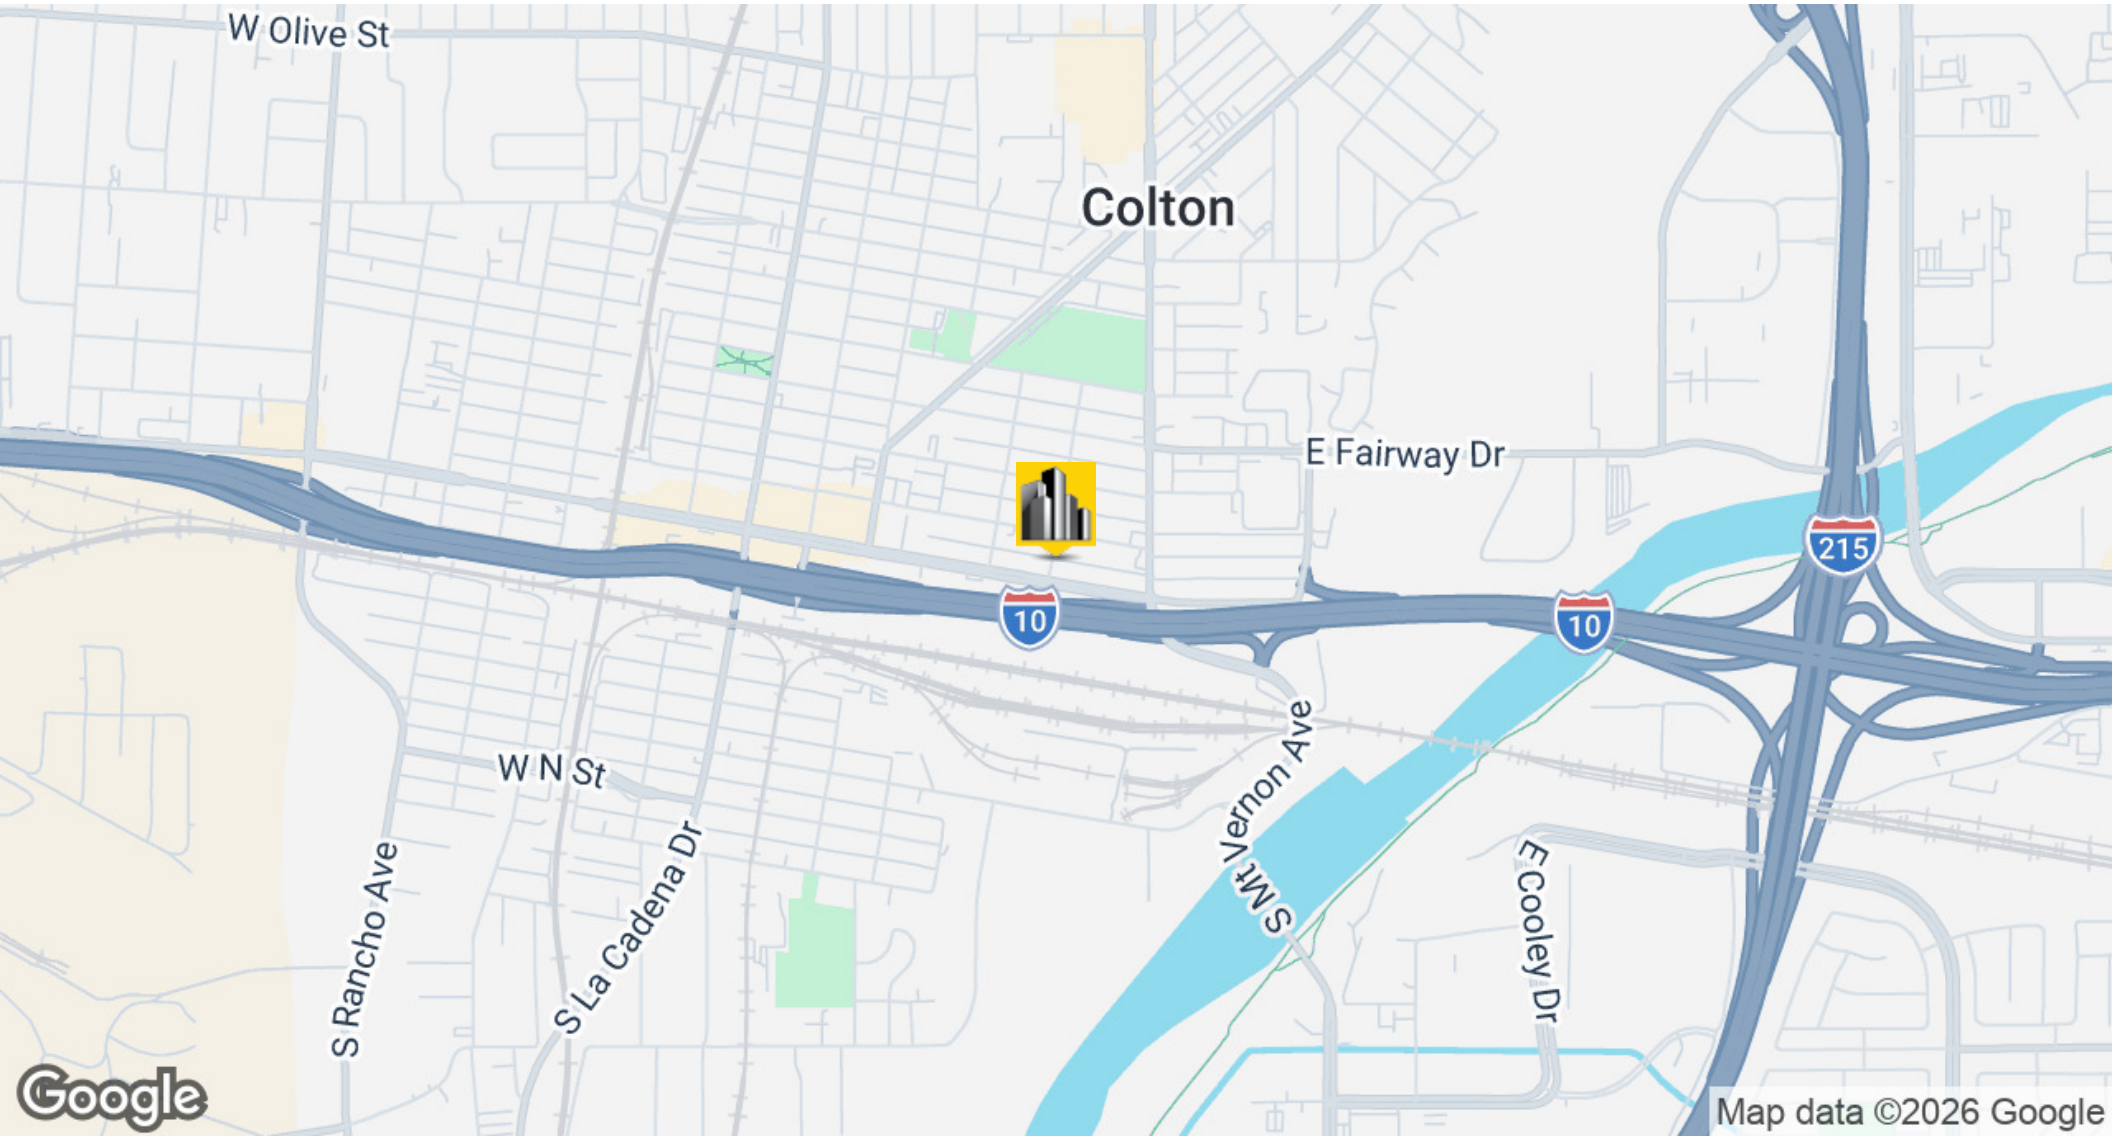 W Olive St
Colton
E Fairway Dr
215
10
10
S Mt Vernon Ave
W N St
S La Cadena Dr
S Rancho Ave
E Cooley Dr
Google
Map data ©2026 Google